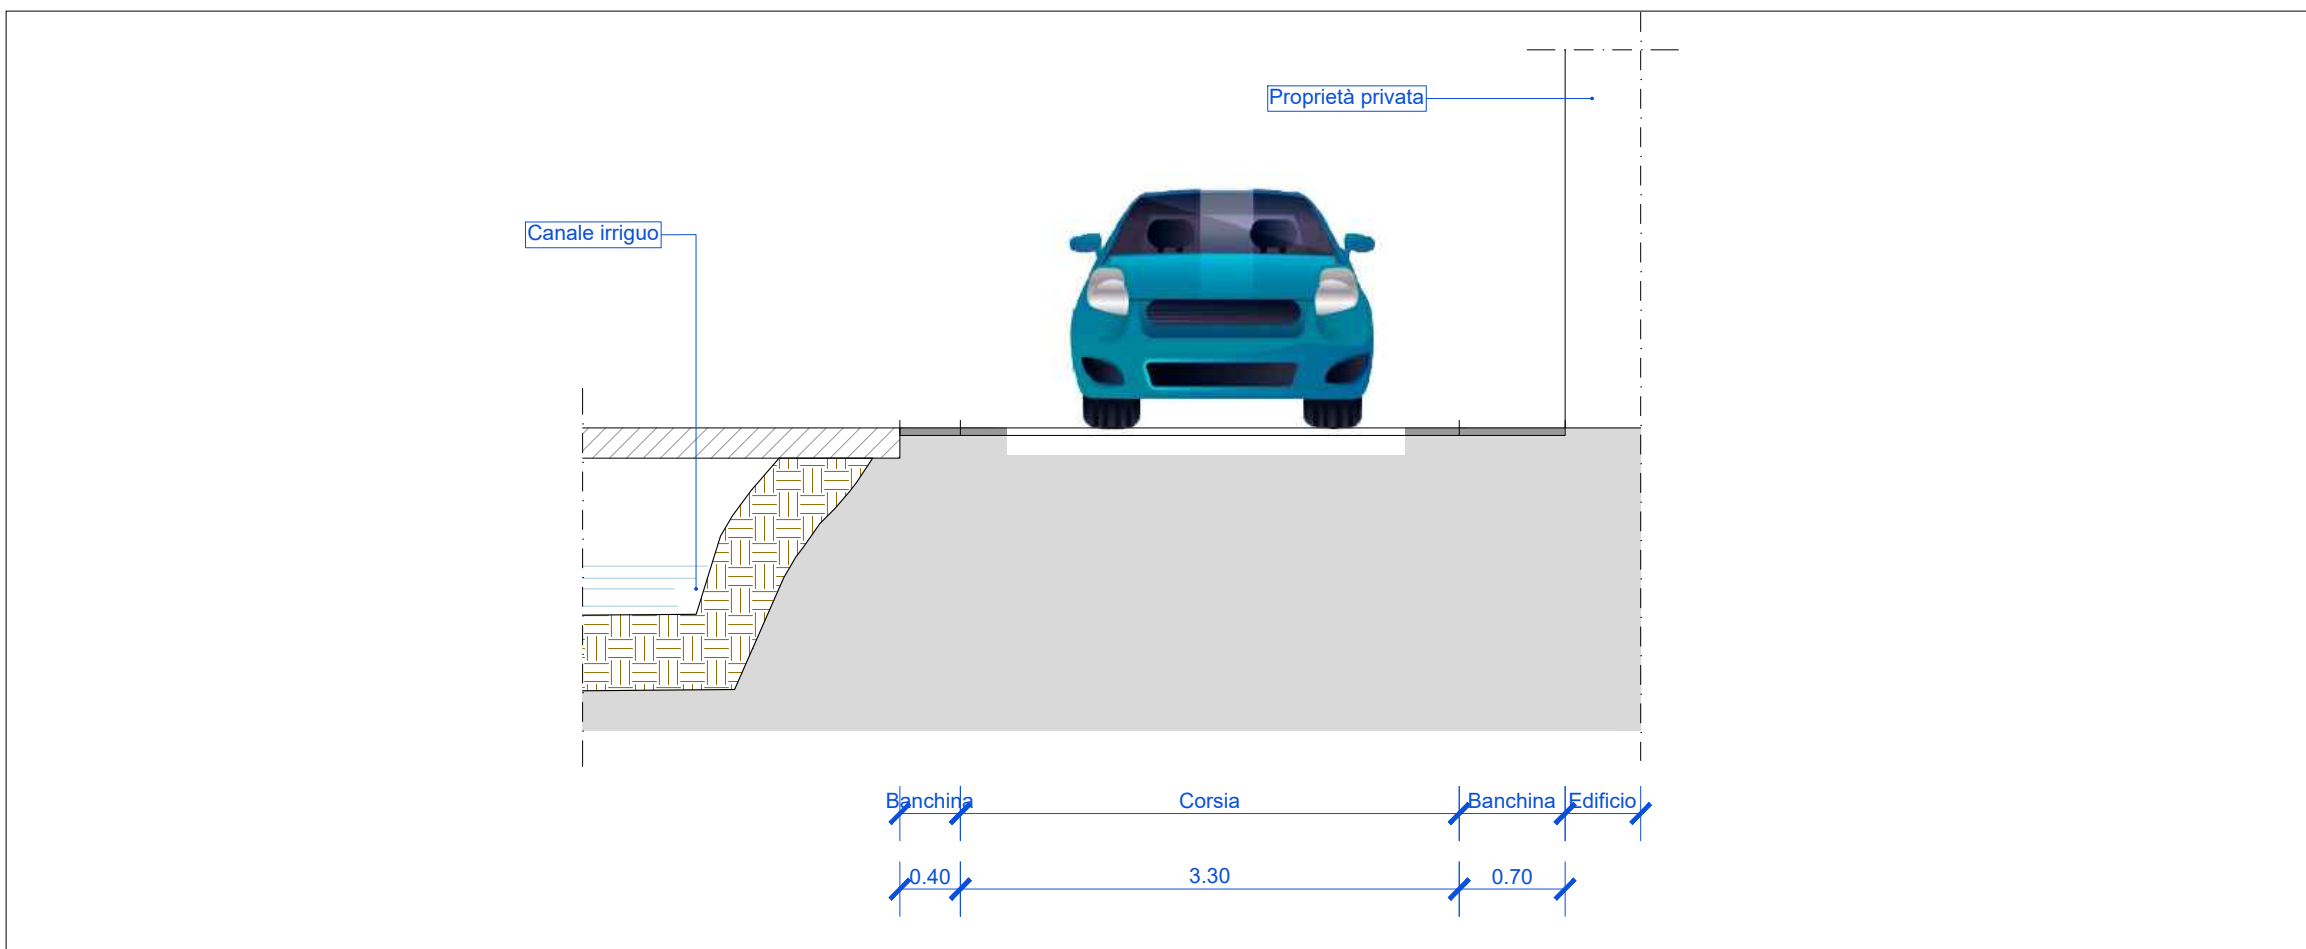 Proprietà privata
Canale irriguo
Banchina Corsia Banchina Edificio
0.40 3.30 0.70